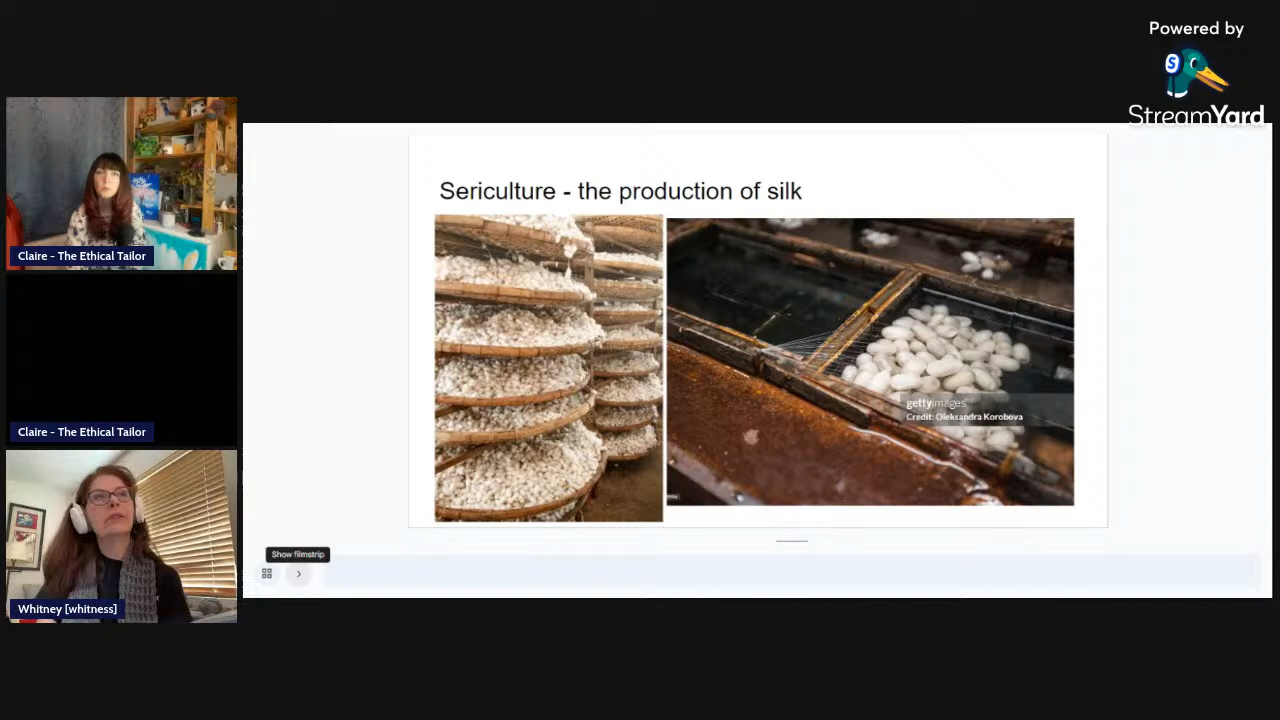 Powered by
S
StreamYard
Claire - The Ethical Tailor
Claire - The Ethical Tailor
Whitney [whitness]
Sericulture - the production of silk
gettyimages
Credit: Oleksandra Korobova
Show filmstrip